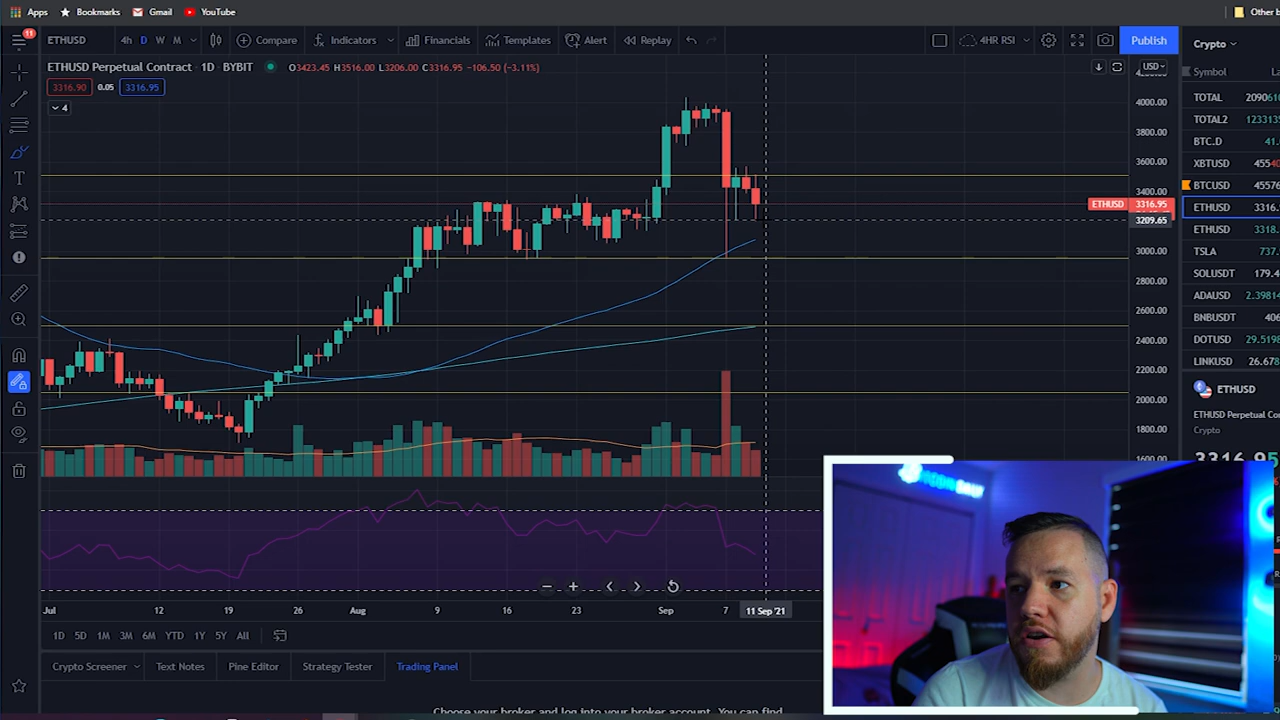 Apps Bookmarks Gmail YouTube Other b
11 ETHUSD 4h D W M Compare Indicators Financials Templates Alert Replay 4HR RSI Publish Crypto
ETHUSD Perpetual Contract · 1D · BYBIT O3423.45 H3516.00 L3206.00 C3316.95 −106.50 (−3.11%) USD Symbol
3316.90 0.05 3316.95
4
4000.00
3800.00
3600.00
3400.00
ETHUSD 3316.95
3209.65
3000.00
2800.00
2600.00
2400.00
2200.00
2000.00
1800.00
1600.00
TOTAL 209061
TOTAL2 123313
BTC.D 41.
XBTUSD 45540
BTCUSD 45576
ETHUSD 3316.9
ETHUSD 3318.
TSLA 737.
SOLUSDT 179.4
ADAUSD 2.39814
BNBUSDT 406
DOTUSD 29.5198
LINKUSD 26.678
ETHUSD
ETHUSD Perpetual Contra
Crypto
3316.95
Jul 12 19 26 Aug 9 16 23 Sep 7 11 Sep '21
1D 5D 1M 3M 6M YTD 1Y 5Y All
Crypto Screener Text Notes Pine Editor Strategy Tester Trading Panel
Choose your broker and log into your broker account. You can find